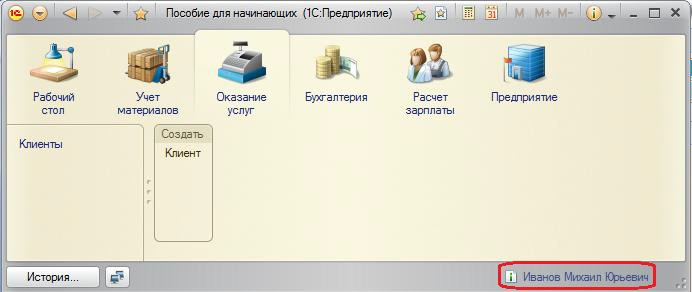 Пособие для начинающих (1С:Предприятие)
M M+ M-
Рабочий стол
Учет материалов
Оказание услуг
Бухгалтерия
Расчет зарплаты
Предприятие
Клиенты
Создать
Клиент
История...
Иванов Михаил Юрьевич